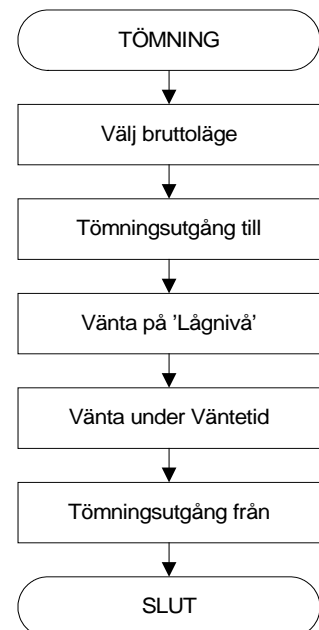 TÖMNING
Välj bruttoläge
Tömningsutgång till
Vänta på ’Lågnivå’
Vänta under Väntetid
Tömningsutgång från
SLUT